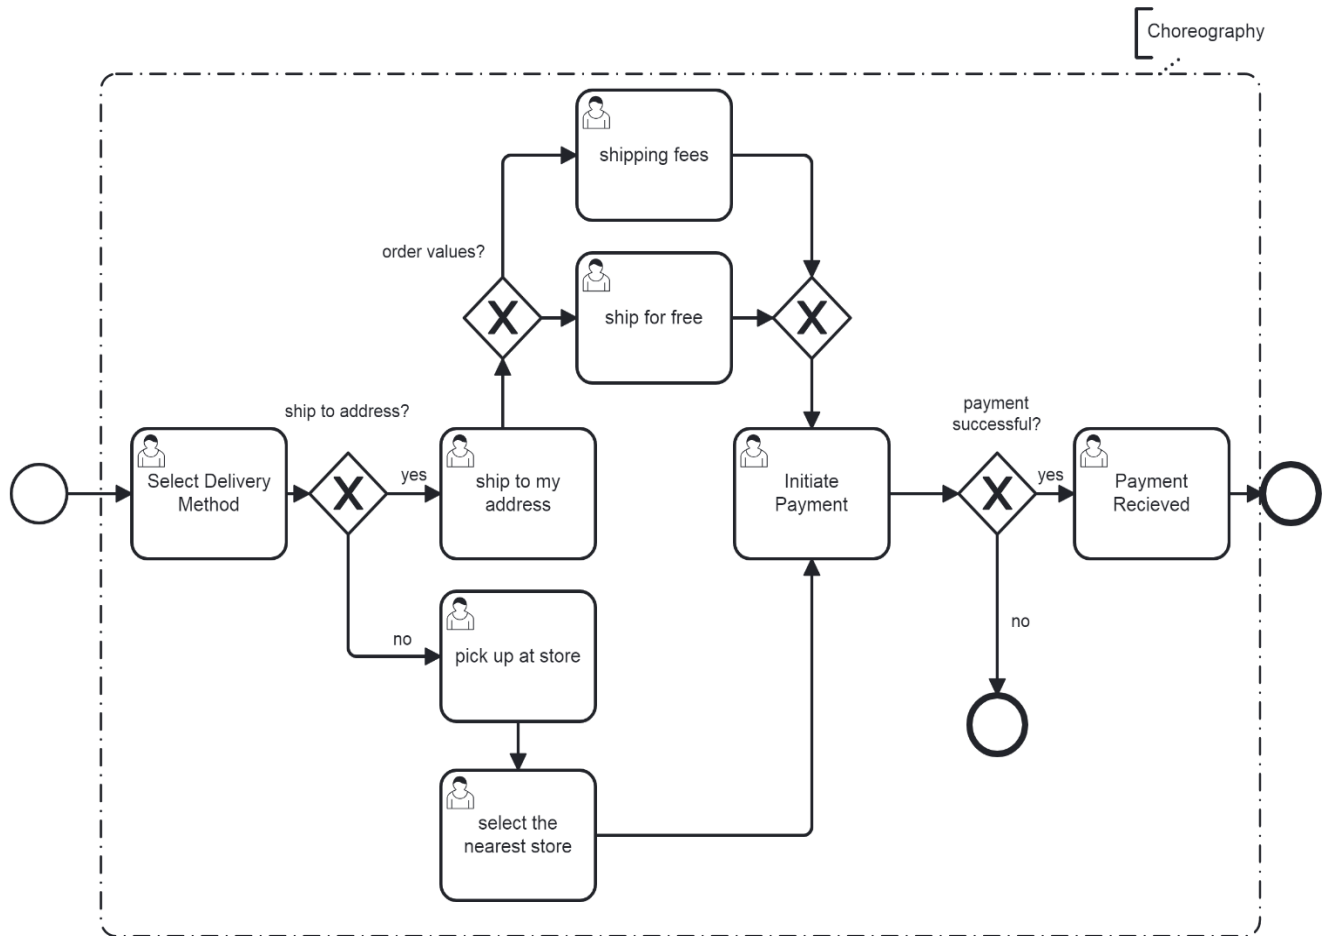 Choreography
shipping fees
order values?
ship for free
ship to address?
payment
successful?
Select Delivery
Method
yes
ship to my
address
Initiate
Payment
yes
Payment
Recieved
no
no
pick up at store
select the
nearest store